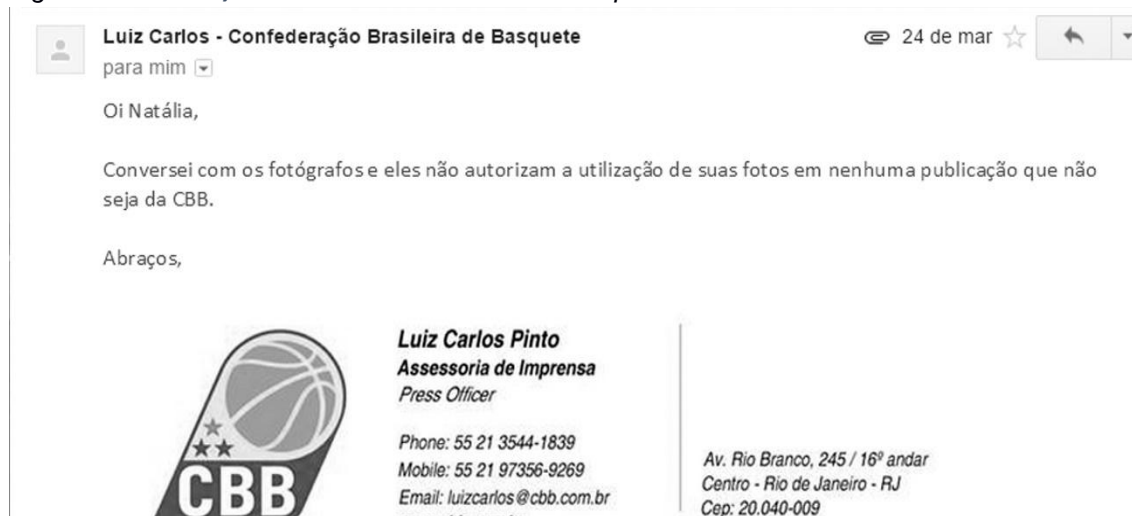 Luiz Carlos - Confederação Brasileira de Basquete
24 de mar
para mim
Oi Natália,
Conversei com os fotógrafos e eles não autorizam a utilização de suas fotos em nenhuma publicação que não
seja da CBB.
Abraços,
CBB
Luiz Carlos Pinto
Assessoria de Imprensa
Press Officer
Phone: 55 21 3544-1839
Mobile: 55 21 97356-9269
Email: luizcarlos@cbb.com.br
Av. Rio Branco, 245 / 16º andar
Centro - Rio de Janeiro - RJ
Cep: 20.040-009